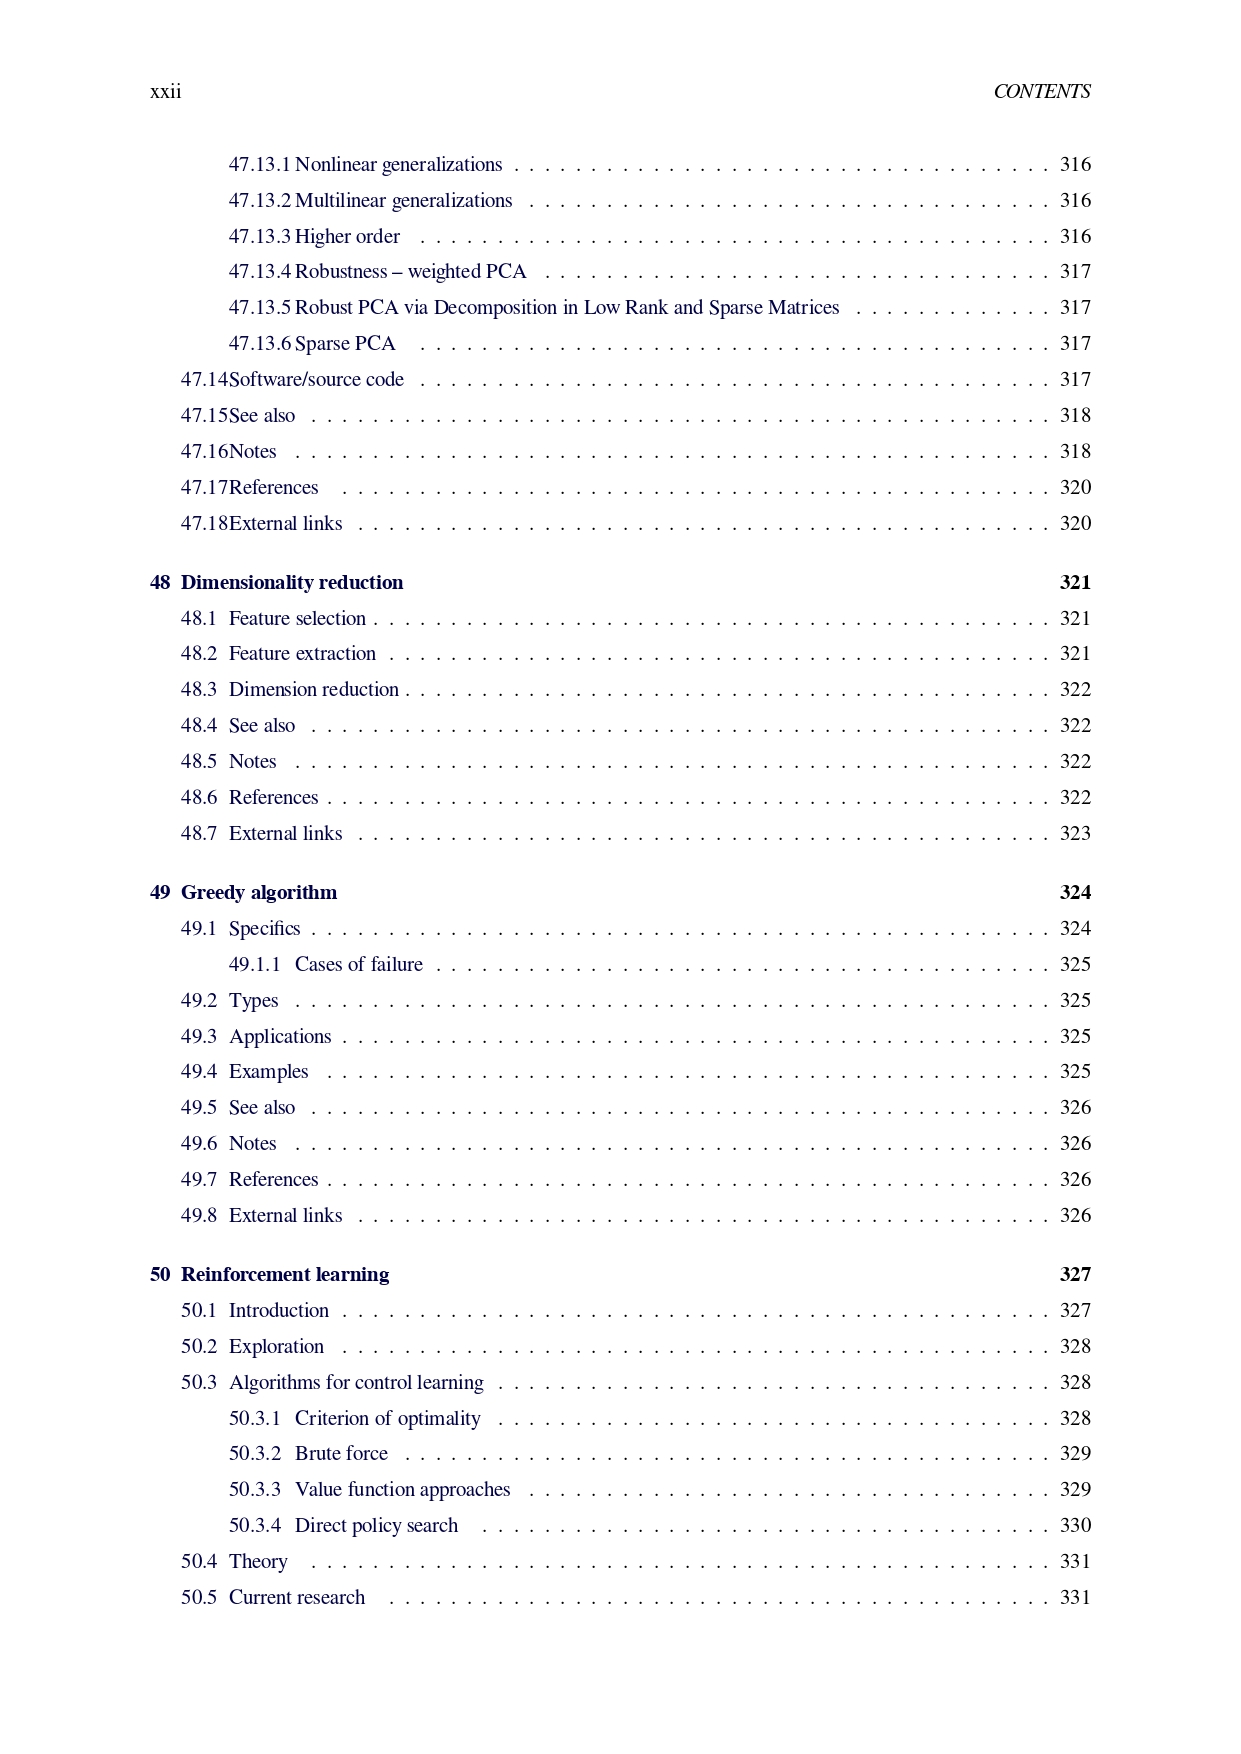 xxii CONTENTS
47.13.1 Nonlinear generalizations . . . . . . . . . . . . . . . . . . . . . . . . . . . . . . . . . . . 316
47.13.2 Multilinear generalizations . . . . . . . . . . . . . . . . . . . . . . . . . . . . . . . . . . 316
47.13.3 Higher order . . . . . . . . . . . . . . . . . . . . . . . . . . . . . . . . . . . . . . . . . 316
47.13.4 Robustness – weighted PCA . . . . . . . . . . . . . . . . . . . . . . . . . . . . . . . . . 317
47.13.5 Robust PCA via Decomposition in Low Rank and Sparse Matrices . . . . . . . . . . . . . 317
47.13.6 Sparse PCA . . . . . . . . . . . . . . . . . . . . . . . . . . . . . . . . . . . . . . . . . 317
47.14Software/source code . . . . . . . . . . . . . . . . . . . . . . . . . . . . . . . . . . . . . . . . . 317
47.15See also . . . . . . . . . . . . . . . . . . . . . . . . . . . . . . . . . . . . . . . . . . . . . . . . 318
47.16Notes . . . . . . . . . . . . . . . . . . . . . . . . . . . . . . . . . . . . . . . . . . . . . . . . . 318
47.17References . . . . . . . . . . . . . . . . . . . . . . . . . . . . . . . . . . . . . . . . . . . . . . 320
47.18External links . . . . . . . . . . . . . . . . . . . . . . . . . . . . . . . . . . . . . . . . . . . . . 320
48 Dimensionality reduction 321
48.1 Feature selection . . . . . . . . . . . . . . . . . . . . . . . . . . . . . . . . . . . . . . . . . . . . 321
48.2 Feature extraction . . . . . . . . . . . . . . . . . . . . . . . . . . . . . . . . . . . . . . . . . . . 321
48.3 Dimension reduction . . . . . . . . . . . . . . . . . . . . . . . . . . . . . . . . . . . . . . . . . . 322
48.4 See also . . . . . . . . . . . . . . . . . . . . . . . . . . . . . . . . . . . . . . . . . . . . . . . . 322
48.5 Notes . . . . . . . . . . . . . . . . . . . . . . . . . . . . . . . . . . . . . . . . . . . . . . . . . 322
48.6 References . . . . . . . . . . . . . . . . . . . . . . . . . . . . . . . . . . . . . . . . . . . . . . . 322
48.7 External links . . . . . . . . . . . . . . . . . . . . . . . . . . . . . . . . . . . . . . . . . . . . . 323
49 Greedy algorithm 324
49.1 Specifics . . . . . . . . . . . . . . . . . . . . . . . . . . . . . . . . . . . . . . . . . . . . . . . . 324
49.1.1 Cases of failure . . . . . . . . . . . . . . . . . . . . . . . . . . . . . . . . . . . . . . . . 325
49.2 Types . . . . . . . . . . . . . . . . . . . . . . . . . . . . . . . . . . . . . . . . . . . . . . . . . 325
49.3 Applications . . . . . . . . . . . . . . . . . . . . . . . . . . . . . . . . . . . . . . . . . . . . . . 325
49.4 Examples . . . . . . . . . . . . . . . . . . . . . . . . . . . . . . . . . . . . . . . . . . . . . . . 325
49.5 See also . . . . . . . . . . . . . . . . . . . . . . . . . . . . . . . . . . . . . . . . . . . . . . . . 326
49.6 Notes . . . . . . . . . . . . . . . . . . . . . . . . . . . . . . . . . . . . . . . . . . . . . . . . . 326
49.7 References . . . . . . . . . . . . . . . . . . . . . . . . . . . . . . . . . . . . . . . . . . . . . . . 326
49.8 External links . . . . . . . . . . . . . . . . . . . . . . . . . . . . . . . . . . . . . . . . . . . . . 326
50 Reinforcement learning 327
50.1 Introduction . . . . . . . . . . . . . . . . . . . . . . . . . . . . . . . . . . . . . . . . . . . . . . 327
50.2 Exploration . . . . . . . . . . . . . . . . . . . . . . . . . . . . . . . . . . . . . . . . . . . . . . 328
50.3 Algorithms for control learning . . . . . . . . . . . . . . . . . . . . . . . . . . . . . . . . . . . . 328
50.3.1 Criterion of optimality . . . . . . . . . . . . . . . . . . . . . . . . . . . . . . . . . . . . 328
50.3.2 Brute force . . . . . . . . . . . . . . . . . . . . . . . . . . . . . . . . . . . . . . . . . . 329
50.3.3 Value function approaches . . . . . . . . . . . . . . . . . . . . . . . . . . . . . . . . . . 329
50.3.4 Direct policy search . . . . . . . . . . . . . . . . . . . . . . . . . . . . . . . . . . . . . 330
50.4 Theory . . . . . . . . . . . . . . . . . . . . . . . . . . . . . . . . . . . . . . . . . . . . . . . . 331
50.5 Current research . . . . . . . . . . . . . . . . . . . . . . . . . . . . . . . . . . . . . . . . . . . 331